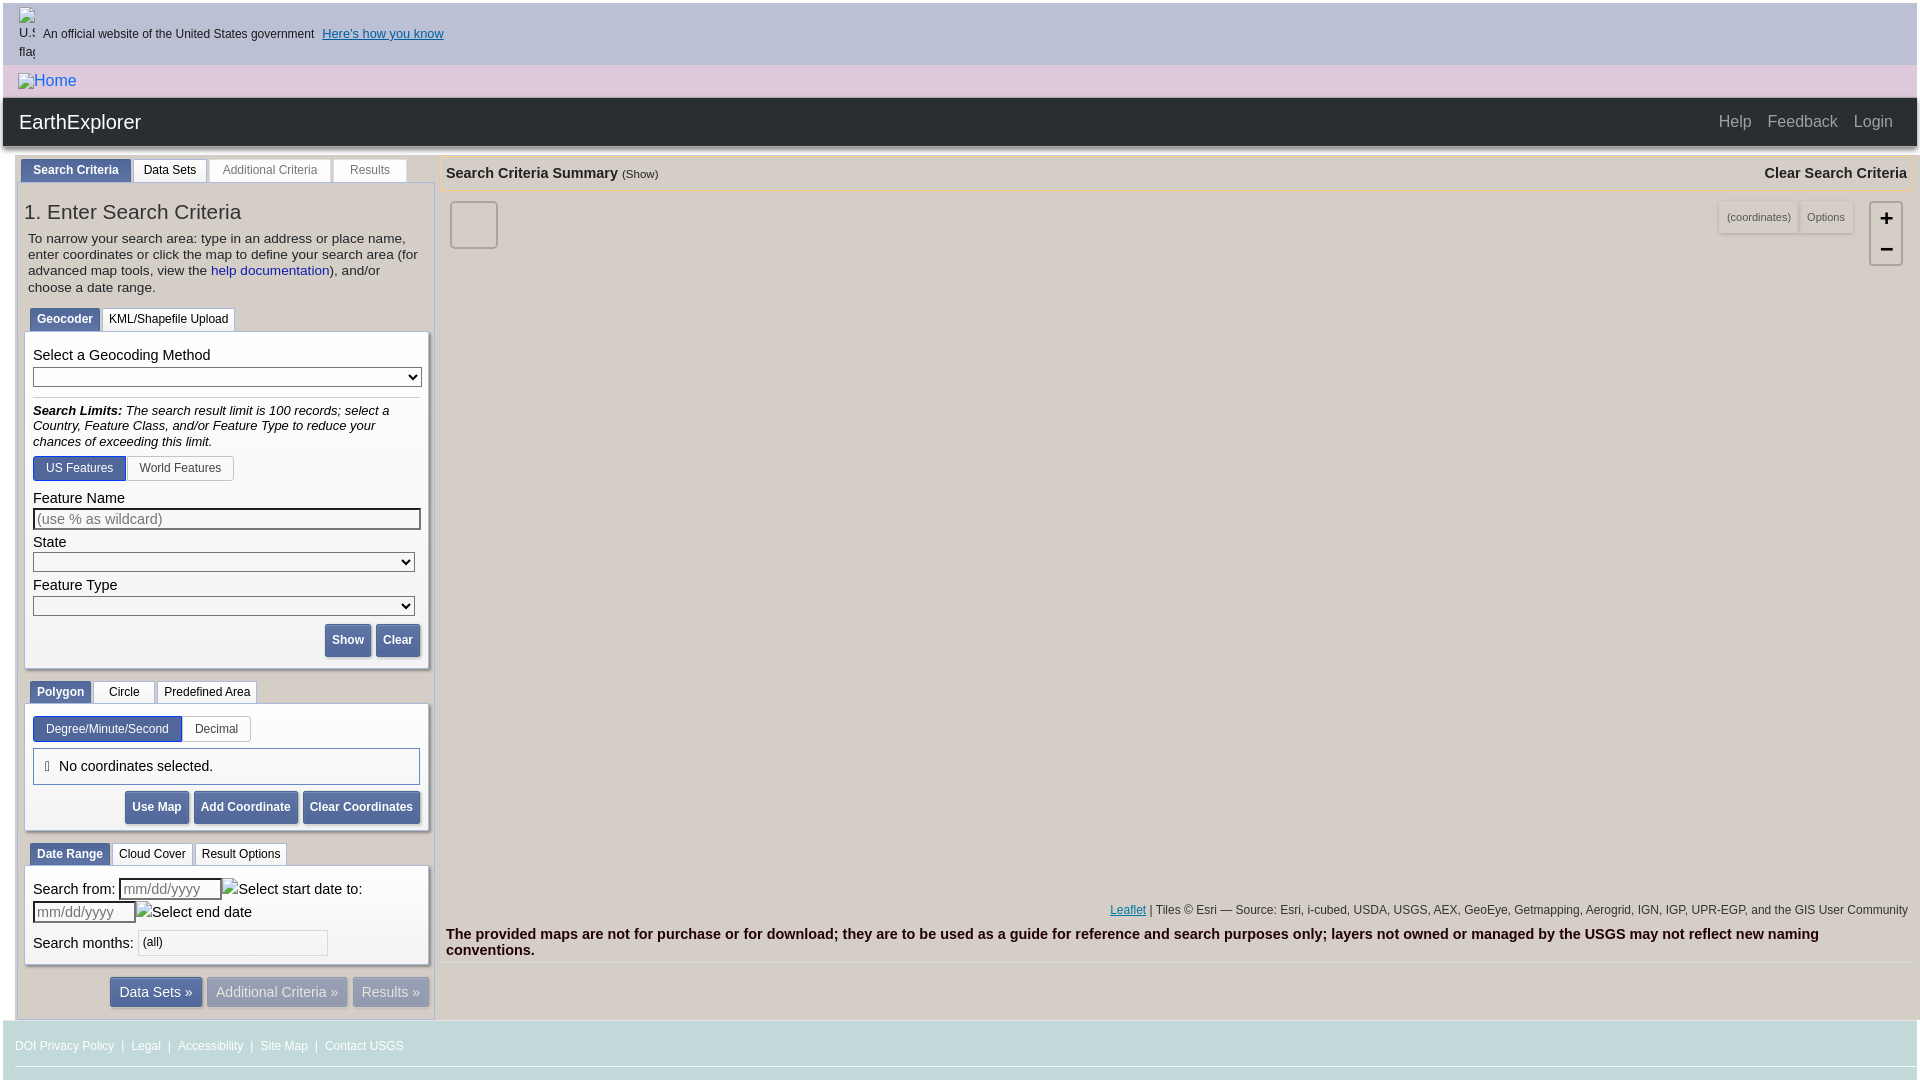 An official website of the United States government Here's how you know
Home
EarthExplorer
Help Feedback Login
Search Criteria Data Sets Additional Criteria Results
Search Criteria Summary (Show)
Clear Search Criteria
1. Enter Search Criteria
To narrow your search area: type in an address or place name,
enter coordinates or click the map to define your search area (for
advanced map tools, view the help documentation), and/or
choose a date range.
(coordinates) Options
+
−
Geocoder KML/Shapefile Upload
Select a Geocoding Method
Search Limits: The search result limit is 100 records; select a
Country, Feature Class, and/or Feature Type to reduce your
chances of exceeding this limit.
US Features World Features
Feature Name
(use % as wildcard)
State
Feature Type
Show Clear
Polygon Circle Predefined Area
Degree/Minute/Second Decimal
No coordinates selected.
Use Map Add Coordinate Clear Coordinates
Date Range Cloud Cover Result Options
Search from: mm/dd/yyyy Select start date to:
mm/dd/yyyy Select end date
Search months: (all)
Data Sets » Additional Criteria » Results »
Leaflet | Tiles © Esri — Source: Esri, i-cubed, USDA, USGS, AEX, GeoEye, Getmapping, Aerogrid, IGN, IGP, UPR-EGP, and the GIS User Community
The provided maps are not for purchase or for download; they are to be used as a guide for reference and search purposes only; layers not owned or managed by the USGS may not reflect new naming
conventions.
DOI Privacy Policy | Legal | Accessibility | Site Map | Contact USGS